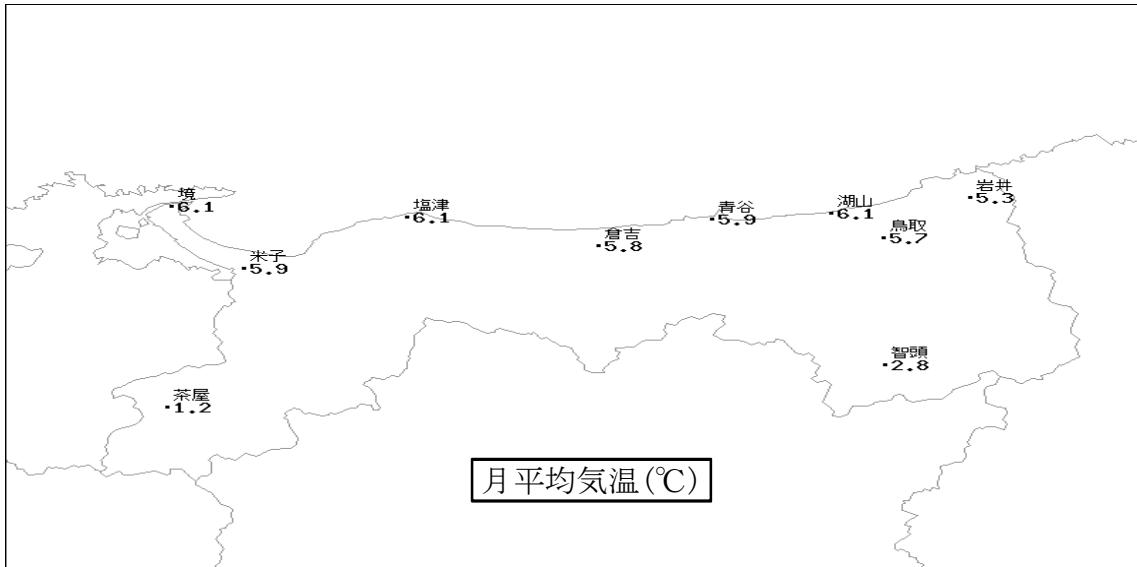 境
6.1
米子
5.9
塩津
6.1
倉吉
5.8
青谷
5.9
湖山
6.1
鳥取
5.7
岩井
5.3
智頭
2.8
茶屋
1.2
月平均気温(℃)